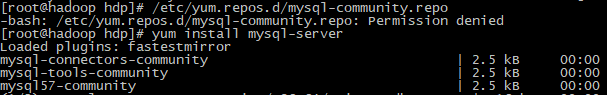 [root@hadoop hdp]# /etc/yum.repos.d/mysql-community.repo
-bash: /etc/yum.repos.d/mysql-community.repo: Permission denied
[root@hadoop hdp]# yum install mysql-server
Loaded plugins: fastestmirror
mysql-connectors-community | 2.5 kB 00:00
mysql-tools-community | 2.5 kB 00:00
mysql57-community | 2.5 kB 00:00